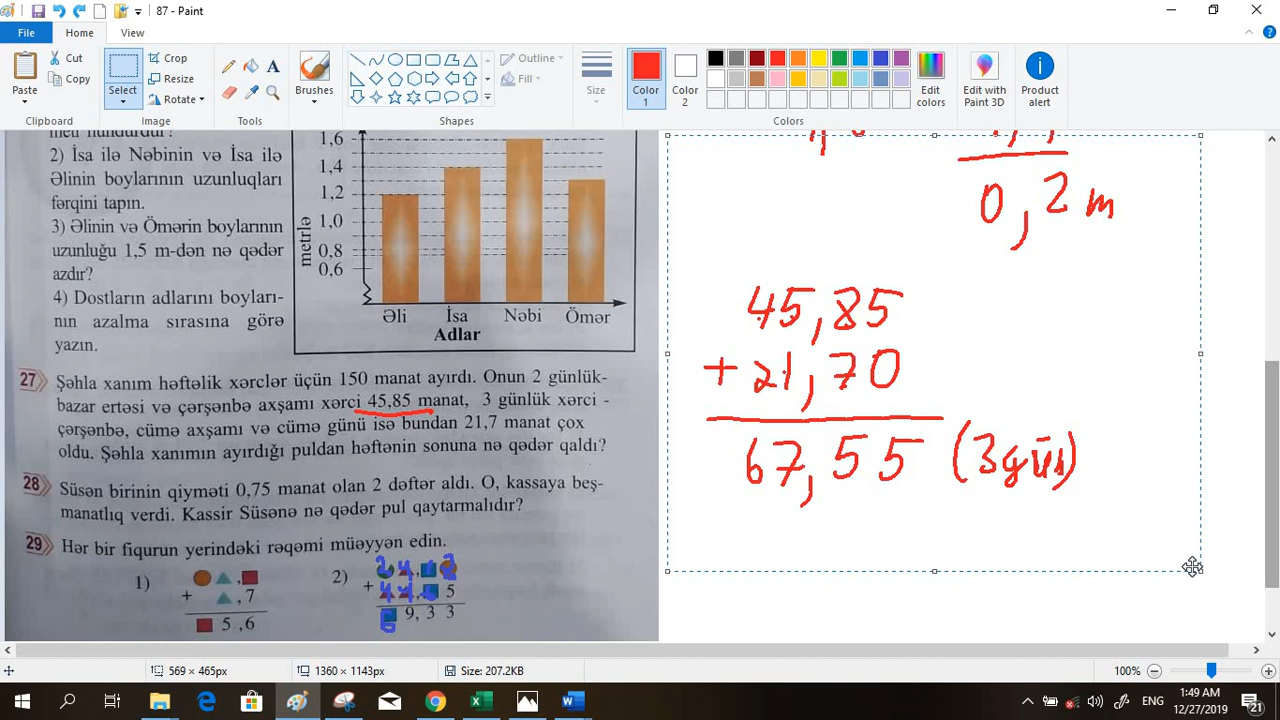 87 - Paint
File Home View
Paste
Cut
Copy
Clipboard
Select
Crop
Resize
Rotate
Image
A
Tools
Brushes
Outline
Fill
Shapes
Size
Color 1
Color 2
Edit colors
Edit with Paint 3D
Product alert
Colors
2) İsa ilə Nəbinin və İsa ilə
Əlinin boylarının uzunluqları
fərqini tapın.
3) Əlinin və Ömərin boylarının
uzunluğu 1,5 m-dən nə qədər
azdır?
4) Dostların adlarını boyları-
nın azalma sırasına görə
yazın.
metrlə
1,6
1,4
1,2
1,0
0,8
0,6
Əli İsa Nəbi Ömər
Adlar
27 Şəhla xanım həftəlik xərclər üçün 150 manat ayırdı. Onun 2 günlük-
bazar ertəsi və çərşənbə axşamı xərci 45,85 manat, 3 günlük xərci -
çərşənbə, cümə axşamı və cümə günü isə bundan 21,7 manat çox
oldu. Şəhla xanımın ayırdığı puldan həftənin sonuna nə qədər qaldı?
28 Süsən birinin qiyməti 0,75 manat olan 2 dəftər aldı. O, kassaya beş-
manatlıq verdi. Kassir Süsənə nə qədər pul qaytarmalıdır?
29 Hər bir fiqurun yerindəki rəqəmi müəyyən edin.
1)
+ ,7
5 ,6
2)
+ 5
9, 3 3
0,2 m
45,85
+ 21,70
67,55 (3gün)
569 × 465px
1360 × 1143px
Size: 207.2KB
100%
ENG
1:49 AM
12/27/2019
21